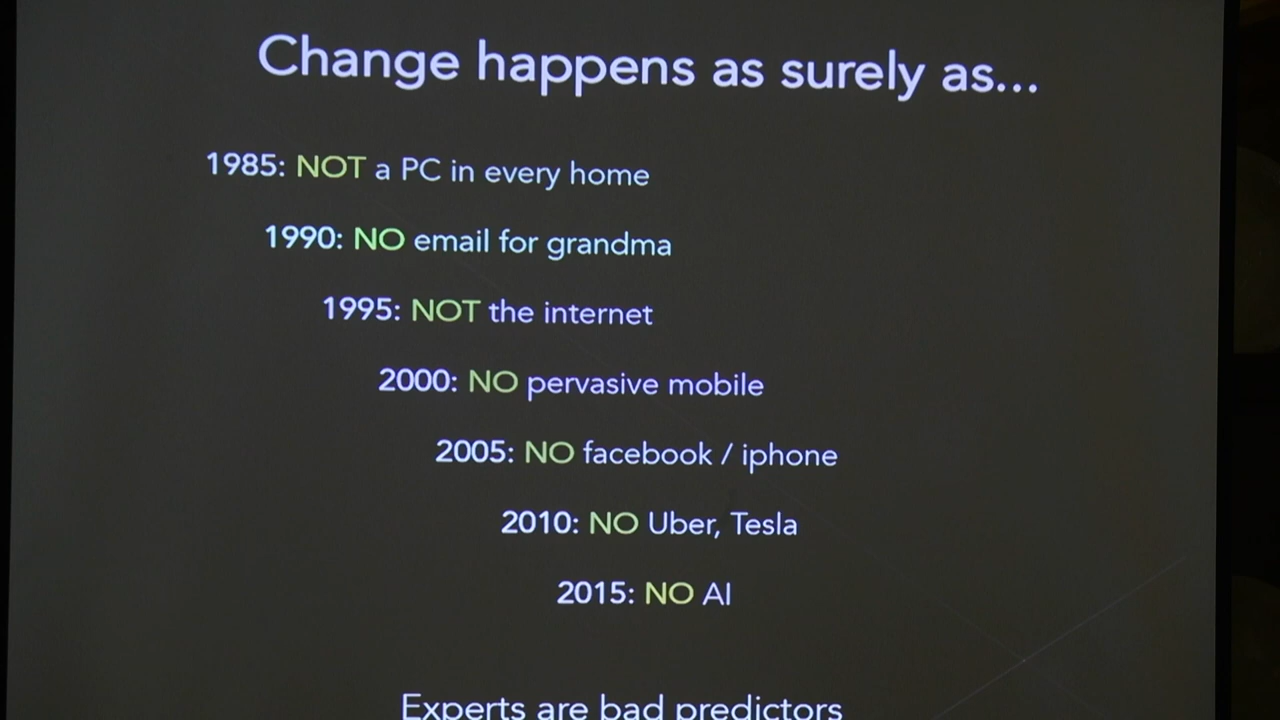 Change happens as surely as...
1985: NOT a PC in every home
1990: NO email for grandma
1995: NOT the internet
2000: NO pervasive mobile
2005: NO facebook / iphone
2010: NO Uber, Tesla
2015: NO AI
Experts are bad predictors